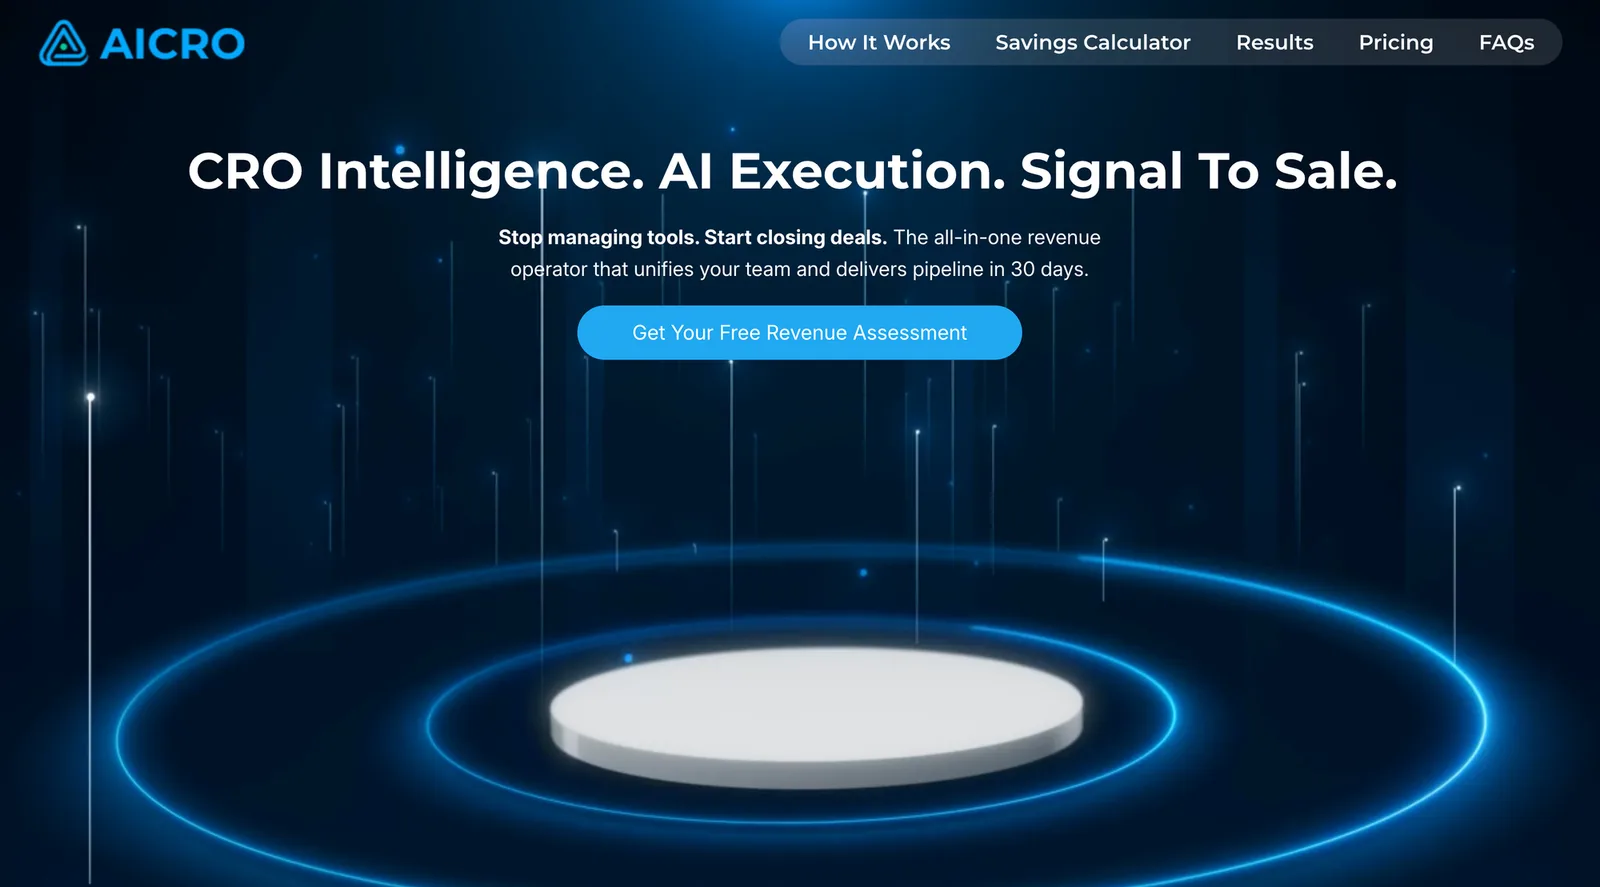 AICRO
How It Works
Savings Calculator
Results
Pricing
FAQs
CRO Intelligence. AI Execution. Signal To Sale.
Stop managing tools. Start closing deals. The all-in-one revenue
operator that unifies your team and delivers pipeline in 30 days.
Get Your Free Revenue Assessment